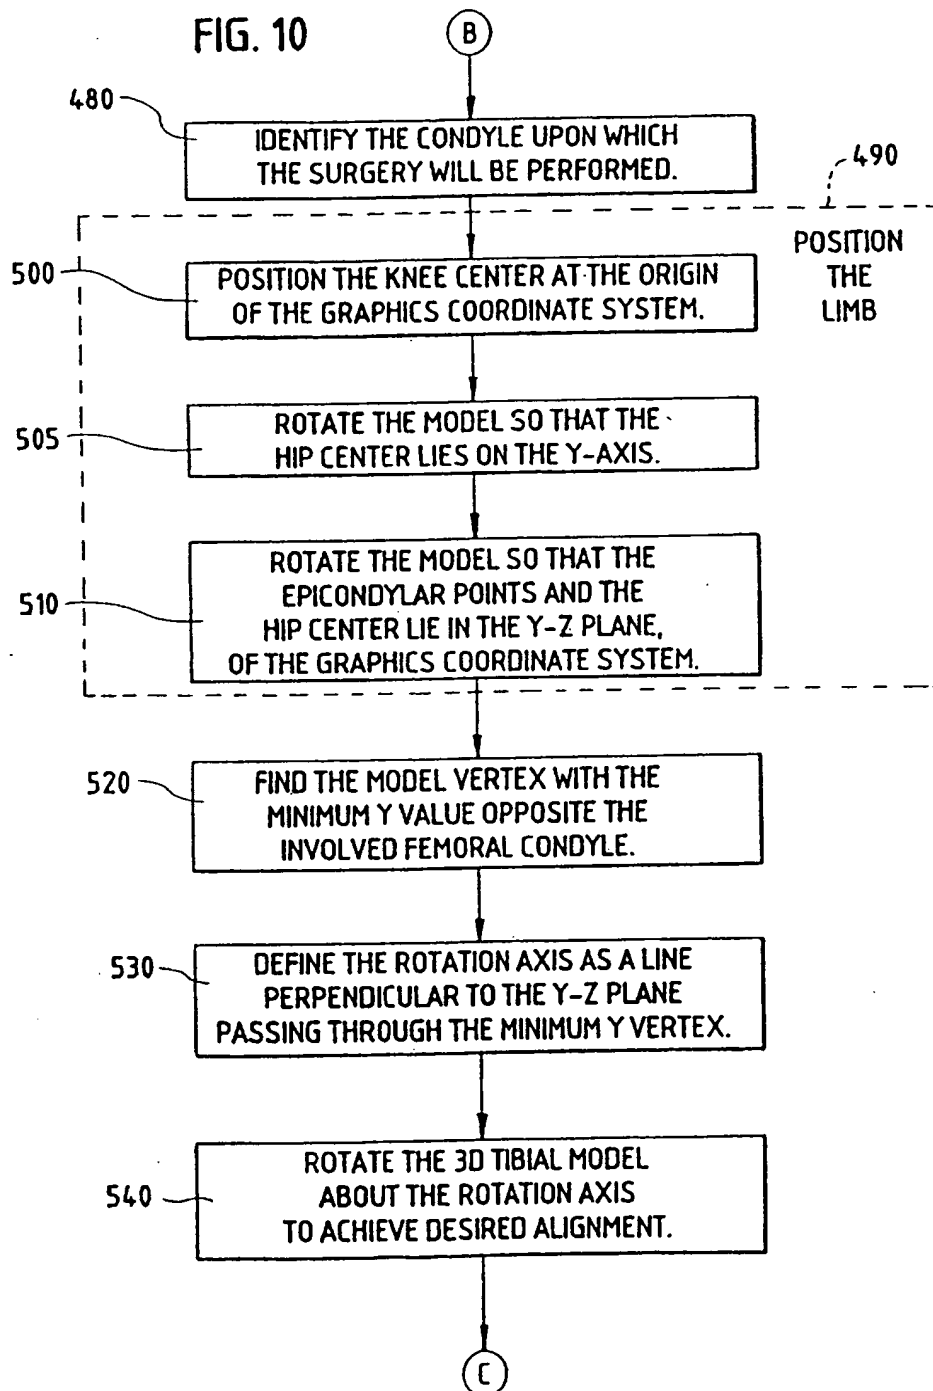 FIG. 10
B
480
IDENTIFY THE CONDYLE UPON WHICH
THE SURGERY WILL BE PERFORMED.
490
POSITION
THE
LIMB
500
POSITION THE KNEE CENTER AT THE ORIGIN
OF THE GRAPHICS COORDINATE SYSTEM.
505
ROTATE THE MODEL SO THAT THE
HIP CENTER LIES ON THE Y-AXIS.
510
ROTATE THE MODEL SO THAT THE
EPICONDYLAR POINTS AND THE
HIP CENTER LIE IN THE Y-Z PLANE,
OF THE GRAPHICS COORDINATE SYSTEM.
520
FIND THE MODEL VERTEX WITH THE
MINIMUM Y VALUE OPPOSITE THE
INVOLVED FEMORAL CONDYLE.
530
DEFINE THE ROTATION AXIS AS A LINE
PERPENDICULAR TO THE Y-Z PLANE
PASSING THROUGH THE MINIMUM Y VERTEX.
540
ROTATE THE 3D TIBIAL MODEL
ABOUT THE ROTATION AXIS
TO ACHIEVE DESIRED ALIGNMENT.
C